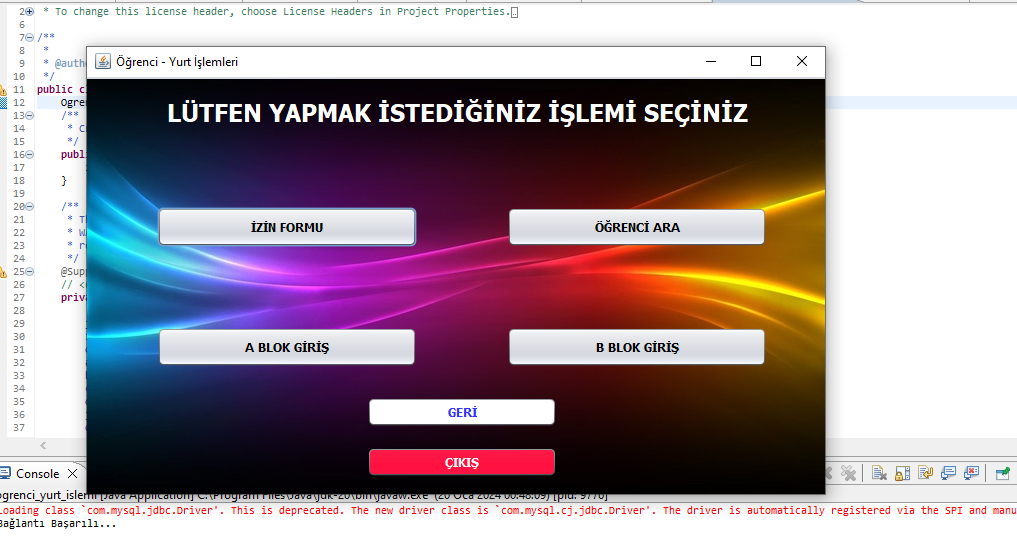 2 * To change this license header, choose License Headers in Project Properties.
6
7 /**
8 *
9 * @auth
10 */
11 public c
12 Ogre
13 /**
14 * C
15 */
16 publ
17
18 }
19
20 /**
21 * T
22 * W
23 * r
24 */
25 @Sup
26 // <
27 priva
28
29
30
31
32
33
34
35
36
37
Öğrenci - Yurt İşlemleri
LÜTFEN YAPMAK İSTEDİĞİNİZ İŞLEMİ SEÇİNİZ
İZİN FORMU
ÖĞRENCİ ARA
A BLOK GİRİŞ
B BLOK GİRİŞ
GERİ
ÇIKIŞ
Console
ogrenci_yurt_islemi [Java Application] C:\Program Files\Java\jdk-20\bin\javaw.exe (20 Oca 2024 00:48:09) [pid: 9776]
Loading class `com.mysql.jdbc.Driver'. This is deprecated. The new driver class is `com.mysql.cj.jdbc.Driver'. The driver is automatically registered via the SPI and manu
Bağlantı Başarılı...